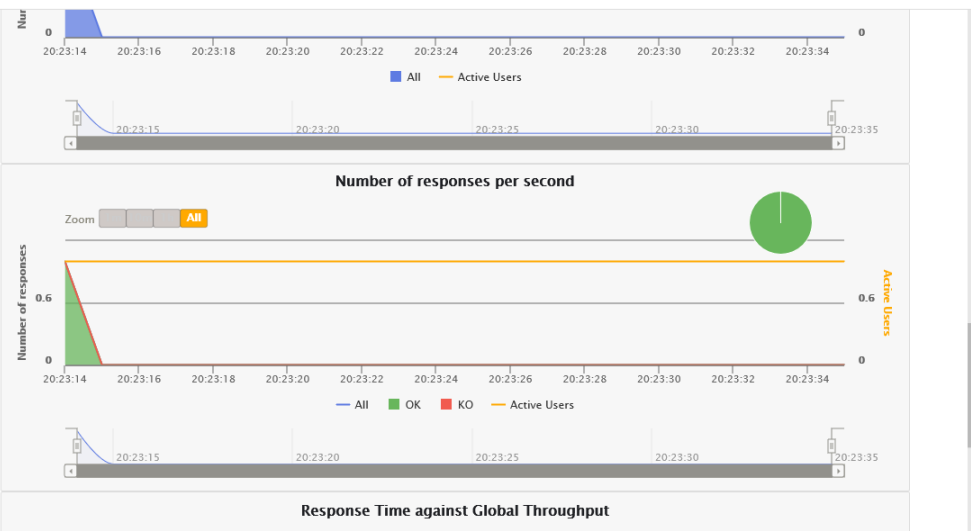 0
0
20:23:14 20:23:16 20:23:18 20:23:20 20:23:22 20:23:24 20:23:26 20:23:28 20:23:30 20:23:32 20:23:34
All Active Users
20:23:15 20:23:20 20:23:25 20:23:30 20:23:35
Number of responses per second
Zoom All
Number of responses
Active Users
0.6
0.6
0
0
20:23:14 20:23:16 20:23:18 20:23:20 20:23:22 20:23:24 20:23:26 20:23:28 20:23:30 20:23:32 20:23:34
All OK KO Active Users
20:23:15 20:23:20 20:23:25 20:23:30 20:23:35
Response Time against Global Throughput